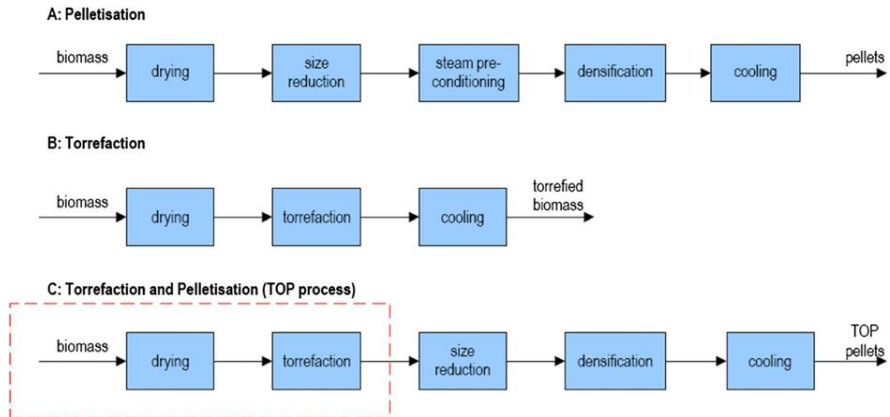 A: Pelletisation
biomass
drying
size
reduction
steam pre-
conditioning
densification
cooling
pellets
B: Torrefaction
biomass
drying
torrefaction
cooling
torrefied
biomass
C: Torrefaction and Pelletisation (TOP process)
biomass
drying
torrefaction
size
reduction
densification
cooling
TOP
pellets